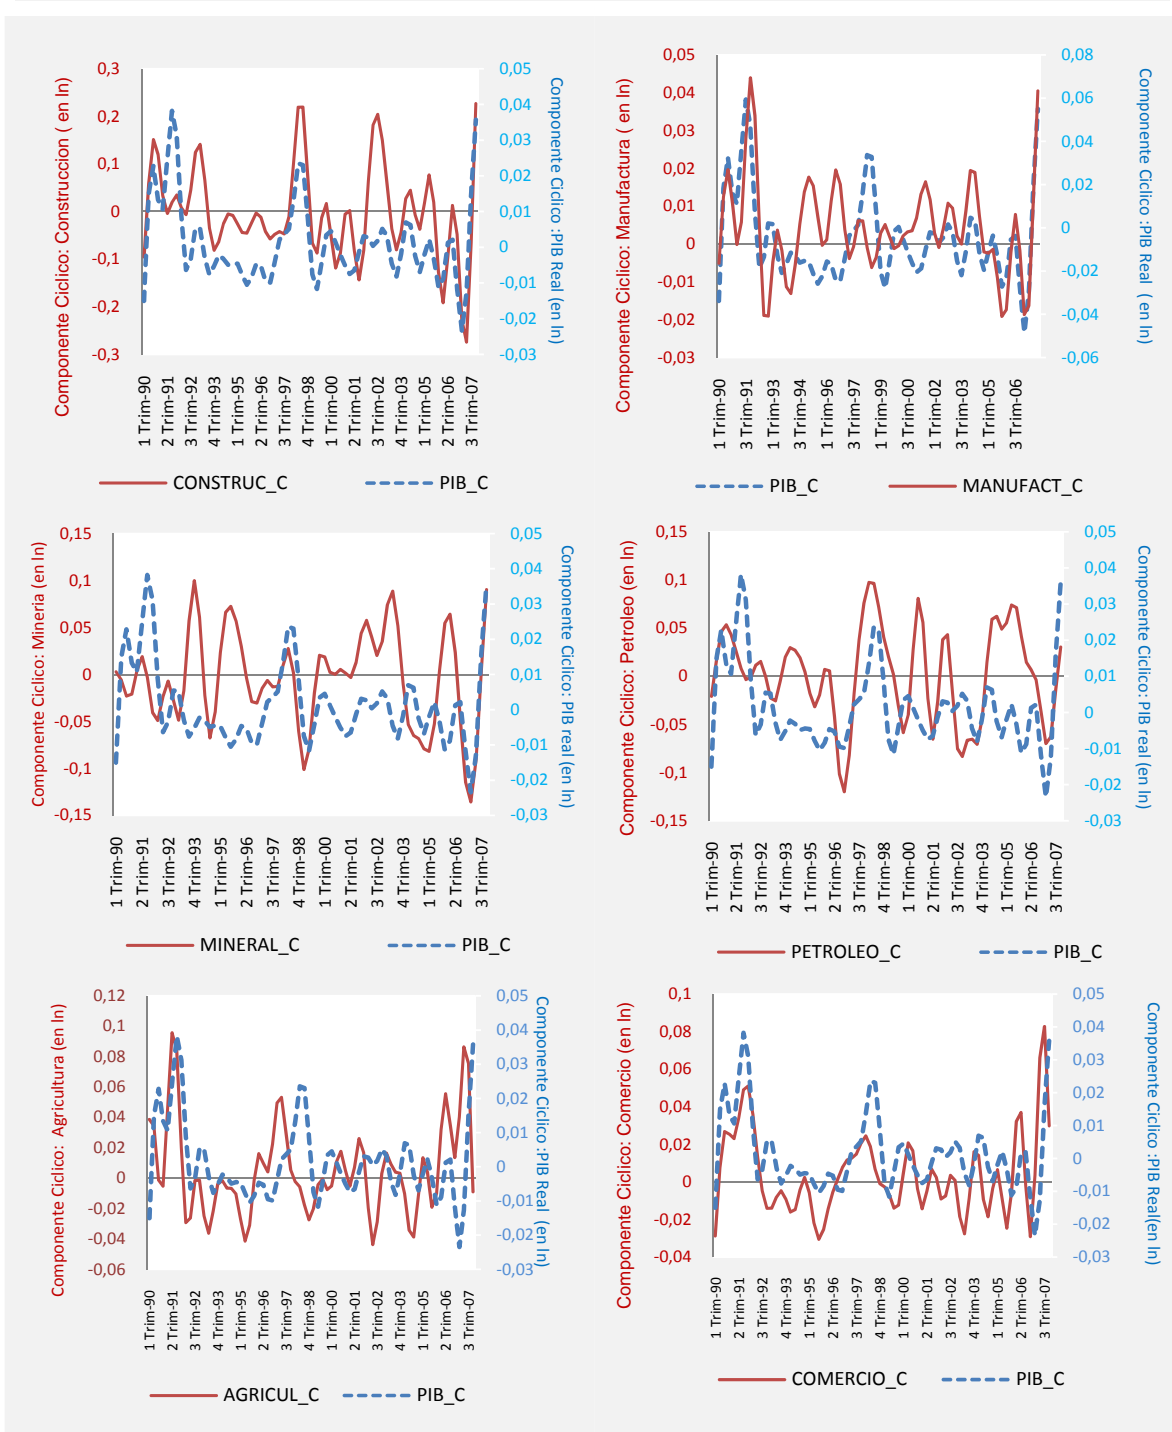 Componente Ciclico: Construccion ( en ln)
0,3
0,2
0,1
0
-0,1
-0,2
-0,3
0,05
0,04
0,03
0,02
0,01
0
-0,01
-0,02
-0,03
Componente Ciclico :PIB Real (en ln)
1 Trim-90
2 Trim-91
3 Trim-92
4 Trim-93
1 Trim-95
2 Trim-96
3 Trim-97
4 Trim-98
1 Trim-00
2 Trim-01
3 Trim-02
4 Trim-03
1 Trim-05
2 Trim-06
3 Trim-07
CONSTRUC_C
PIB_C
Componente Ciclico: Manufactura ( en ln)
0,05
0,04
0,03
0,02
0,01
0
-0,01
-0,02
-0,03
0,08
0,06
0,04
0,02
0
-0,02
-0,04
-0,06
Componente Ciclico :PIB Real ( en ln)
1 Trim-90
3 Trim-91
1 Trim-93
3 Trim-94
1 Trim-96
3 Trim-97
1 Trim-99
3 Trim-00
1 Trim-02
3 Trim-03
1 Trim-05
3 Trim-06
PIB_C
MANUFACT_C
Componente Ciclico: Mineria (en ln)
0,15
0,1
0,05
0
-0,05
-0,1
-0,15
0,05
0,04
0,03
0,02
0,01
0
-0,01
-0,02
-0,03
Componente Ciclico: PIB real (en ln)
1 Trim-90
2 Trim-91
3 Trim-92
4 Trim-93
1 Trim-95
2 Trim-96
3 Trim-97
4 Trim-98
1 Trim-00
2 Trim-01
3 Trim-02
4 Trim-03
1 Trim-05
2 Trim-06
3 Trim-07
MINERAL_C
PIB_C
Componente Ciclico: Petroleo (en ln)
0,15
0,1
0,05
0
-0,05
-0,1
-0,15
0,05
0,04
0,03
0,02
0,01
0
-0,01
-0,02
-0,03
Componente Ciclico: PIB real (en ln)
1 Trim-90
2 Trim-91
3 Trim-92
4 Trim-93
1 Trim-95
2 Trim-96
3 Trim-97
4 Trim-98
1 Trim-00
2 Trim-01
3 Trim-02
4 Trim-03
1 Trim-05
2 Trim-06
3 Trim-07
PETROLEO_C
PIB_C
Componente Ciclico: Agricultura (en ln)
0,12
0,1
0,08
0,06
0,04
0,02
0
-0,02
-0,04
-0,06
0,05
0,04
0,03
0,02
0,01
0
-0,01
-0,02
-0,03
Componente Ciclico :PIB Real (en ln)
1 Trim-90
2 Trim-91
3 Trim-92
4 Trim-93
1 Trim-95
2 Trim-96
3 Trim-97
4 Trim-98
1 Trim-00
2 Trim-01
3 Trim-02
4 Trim-03
1 Trim-05
2 Trim-06
3 Trim-07
AGRICUL_C
PIB_C
Componente Ciclico: Comercio (en ln)
0,1
0,08
0,06
0,04
0,02
0
-0,02
-0,04
0,05
0,04
0,03
0,02
0,01
0
-0,01
-0,02
-0,03
Componente Ciclico :PIB Real(en ln)
1 Trim-90
2 Trim-91
3 Trim-92
4 Trim-93
1 Trim-95
2 Trim-96
3 Trim-97
4 Trim-98
1 Trim-00
2 Trim-01
3 Trim-02
4 Trim-03
1 Trim-05
2 Trim-06
3 Trim-07
COMERCIO_C
PIB_C